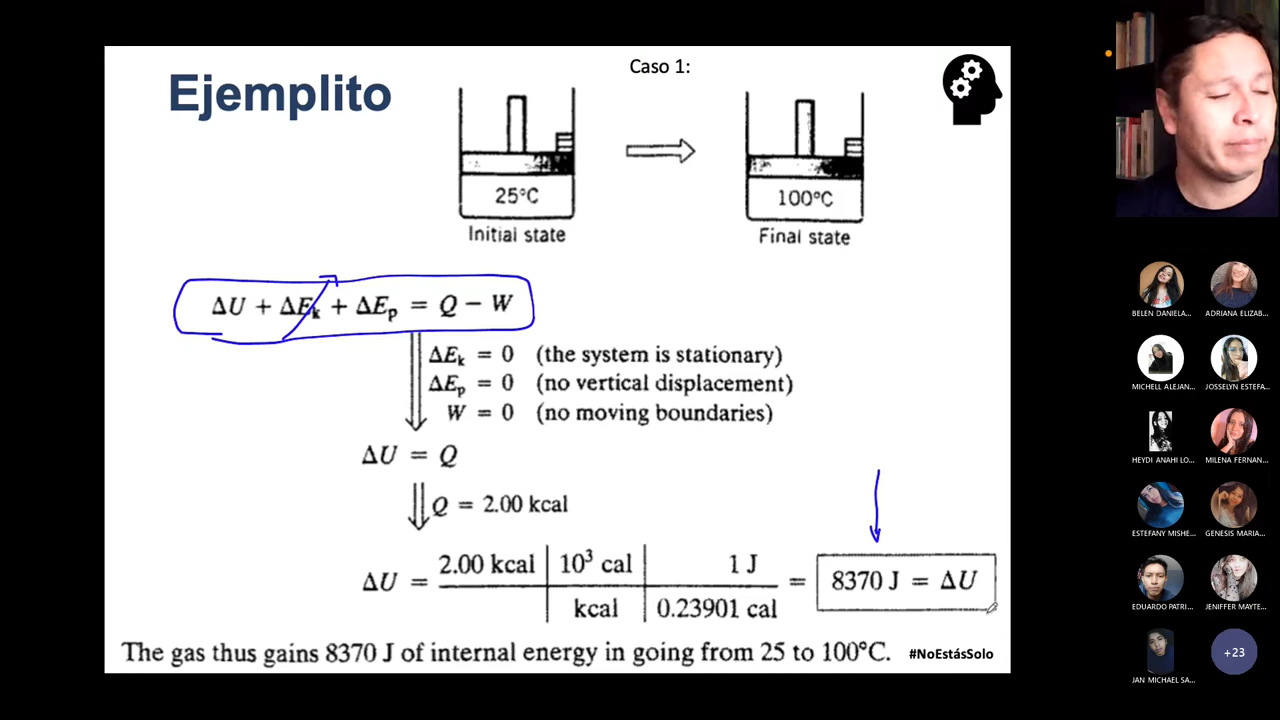 Ejemplito
Caso 1:
25°C
100°C
Initial state
Final state
ΔU + ΔE_k + ΔE_p = Q − W
ΔE_k = 0 (the system is stationary)
ΔE_p = 0 (no vertical displacement)
W = 0 (no moving boundaries)
ΔU = Q
Q = 2.00 kcal
ΔU = 2.00 kcal | 10³ cal | 1 J = 8370 J = ΔU
kcal | 0.23901 cal
The gas thus gains 8370 J of internal energy in going from 25 to 100°C.
#NoEstásSolo
BELEN DANIELA...
ADRIANA ELIZAB...
MICHELL ALEJAN...
JOSSELYN ESTEFA...
HEYDI ANAHI LO...
MILENA FERNAN...
ESTEFANY MISHE...
GENESIS MARIA...
EDUARDO PATRI...
JENIFFER MAYTE...
JAN MICHAEL SA...
+23